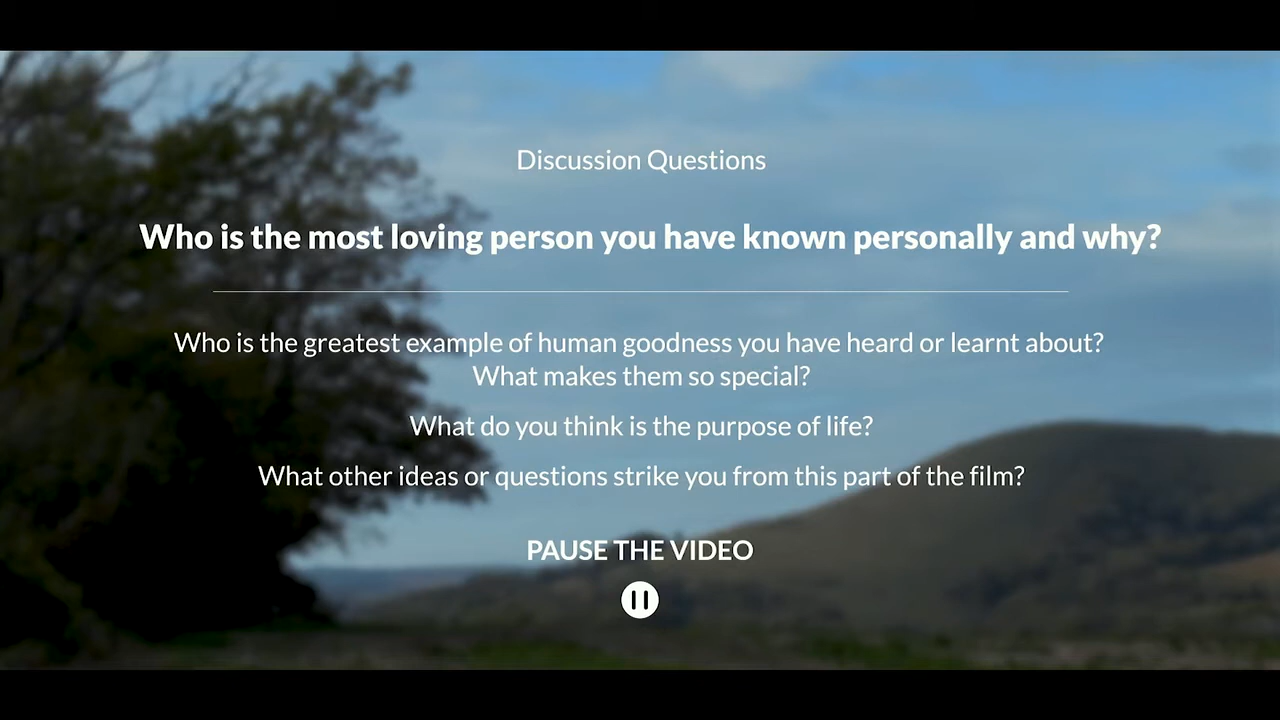 Discussion Questions
Who is the most loving person you have known personally and why?
Who is the greatest example of human goodness you have heard or learnt about?
What makes them so special?
What do you think is the purpose of life?
What other ideas or questions strike you from this part of the film?
PAUSE THE VIDEO